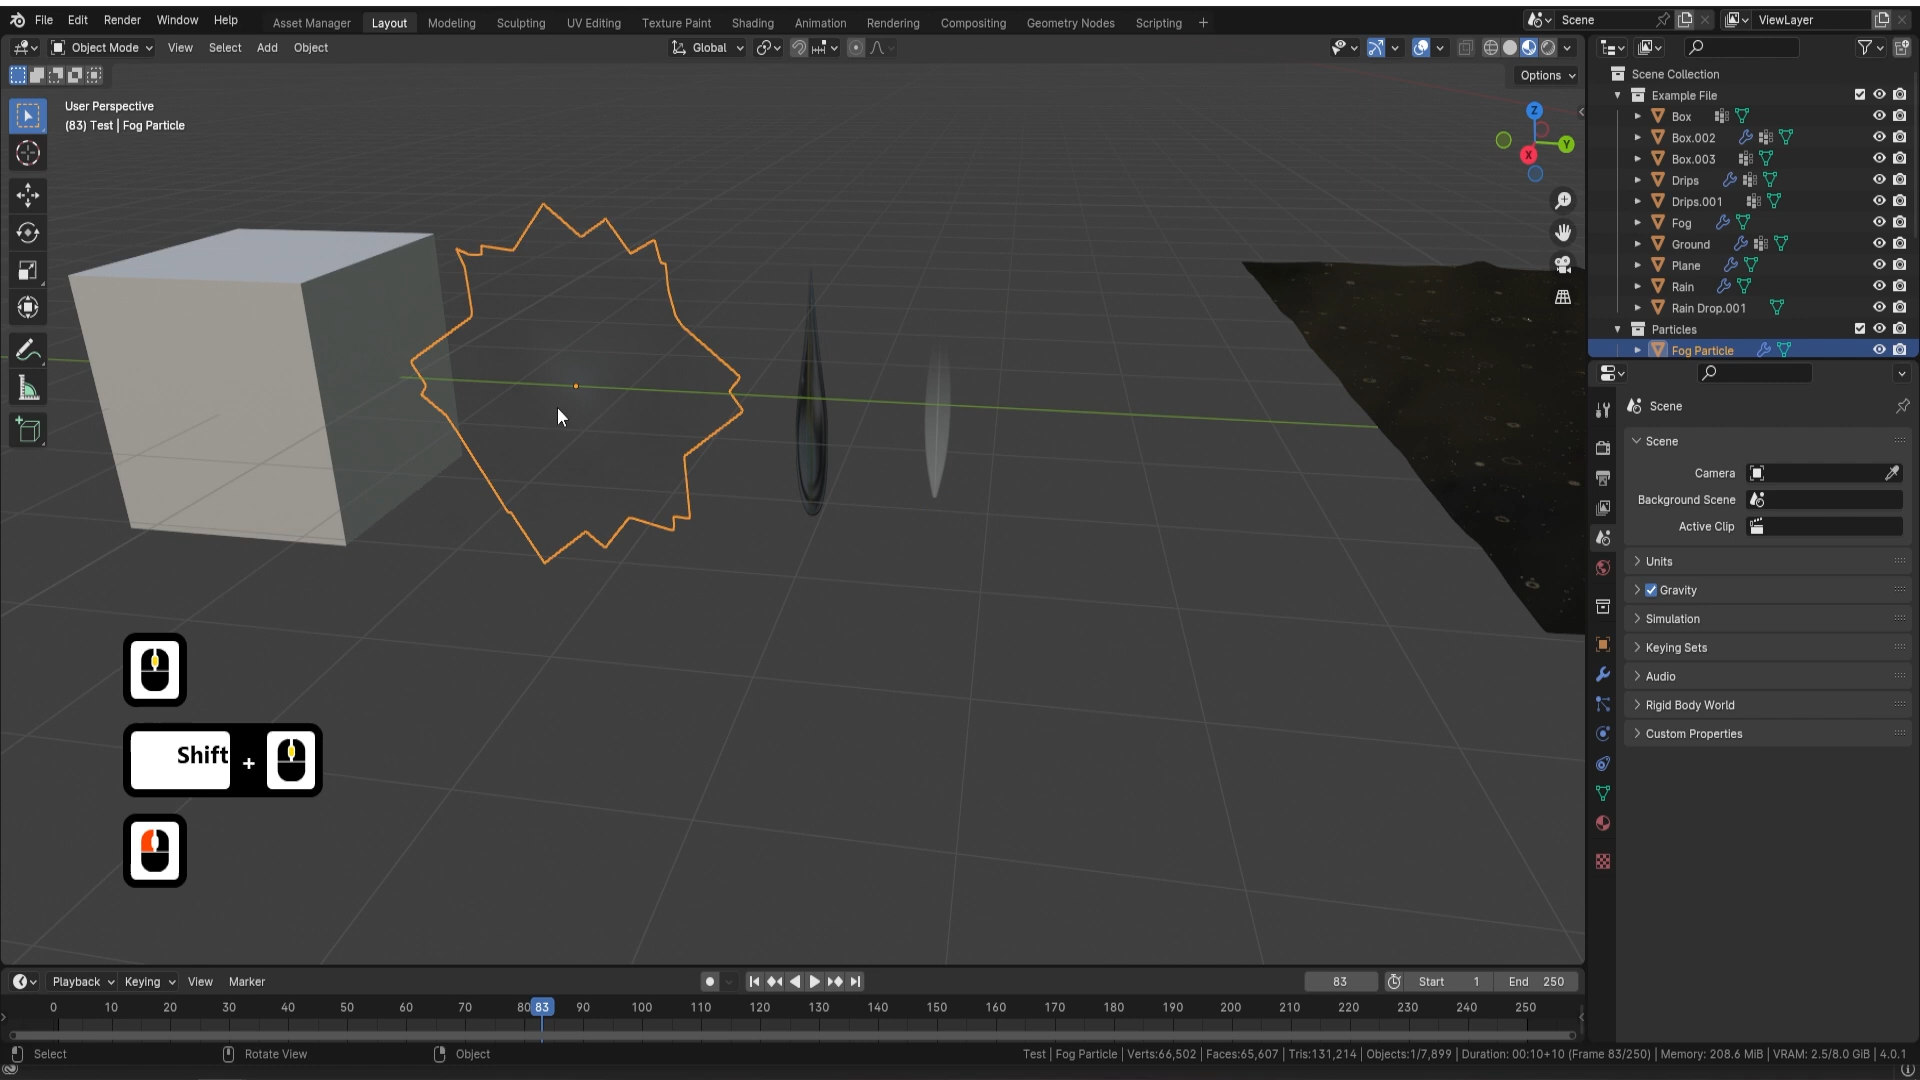 File Edit Render Window Help Asset Manager Layout Modeling Sculpting UV Editing Texture Paint Shading Animation Rendering Compositing Geometry Nodes Scripting + Scene ViewLayer
Object Mode View Select Add Object Global
Options
User Perspective
(83) Test | Fog Particle
Z
Y
X
Scene Collection
Example File
Box
Box.002
Box.003
Drips
Drips.001
Fog
Ground
Plane
Rain
Rain Drop.001
Particles
Fog Particle
Scene
Scene
Camera
Background Scene
Active Clip
Units
Gravity
Simulation
Keying Sets
Audio
Rigid Body World
Custom Properties
Shift +
Playback Keying View Marker 83 Start 1 End 250
0 10 20 30 40 50 60 70 80 83 90 100 110 120 130 140 150 160 170 180 190 200 210 220 230 240 250
Select Rotate View Object Test | Fog Particle | Verts:66,502 | Faces:65,607 | Tris:131,214 | Objects:1/7,899 | Duration: 00:10+10 (Frame 83/250) | Memory: 208.6 MiB | VRAM: 2.5/8.0 GiB | 4.0.1